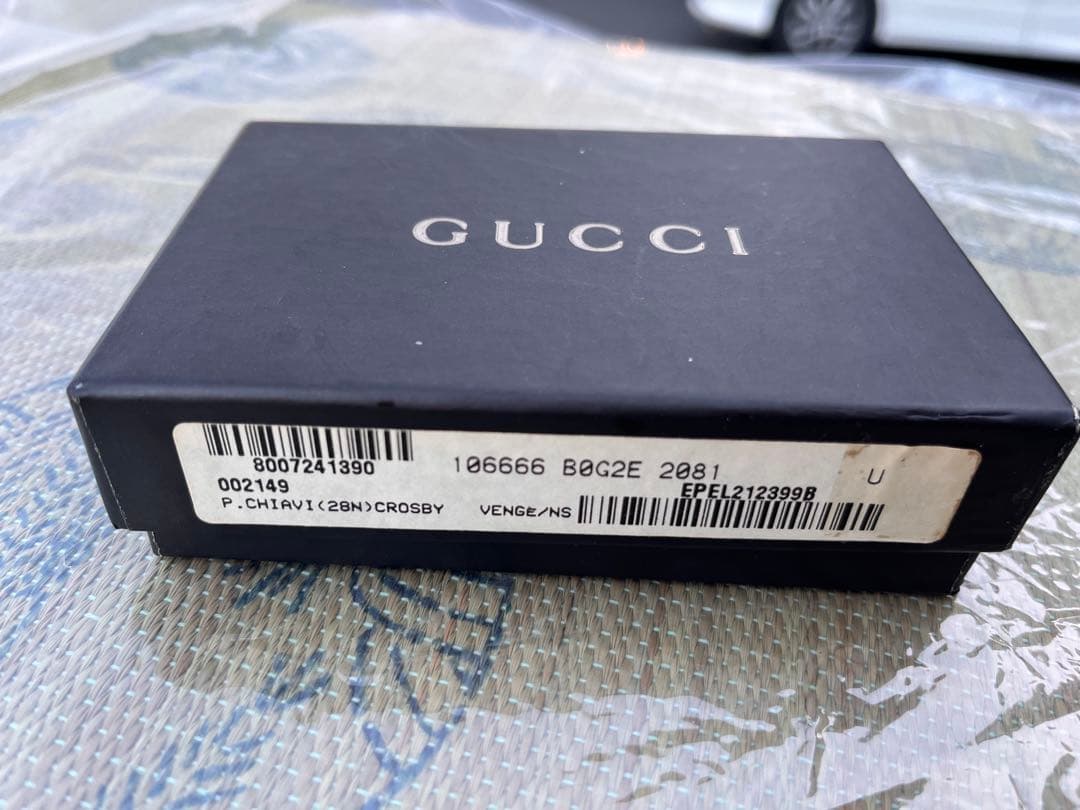 GUCCI
8007241390 106666 B0G2E 2081 U
002149 EPEL212399B
P.CHIAVI(28N)CROSBY VENGE/NS